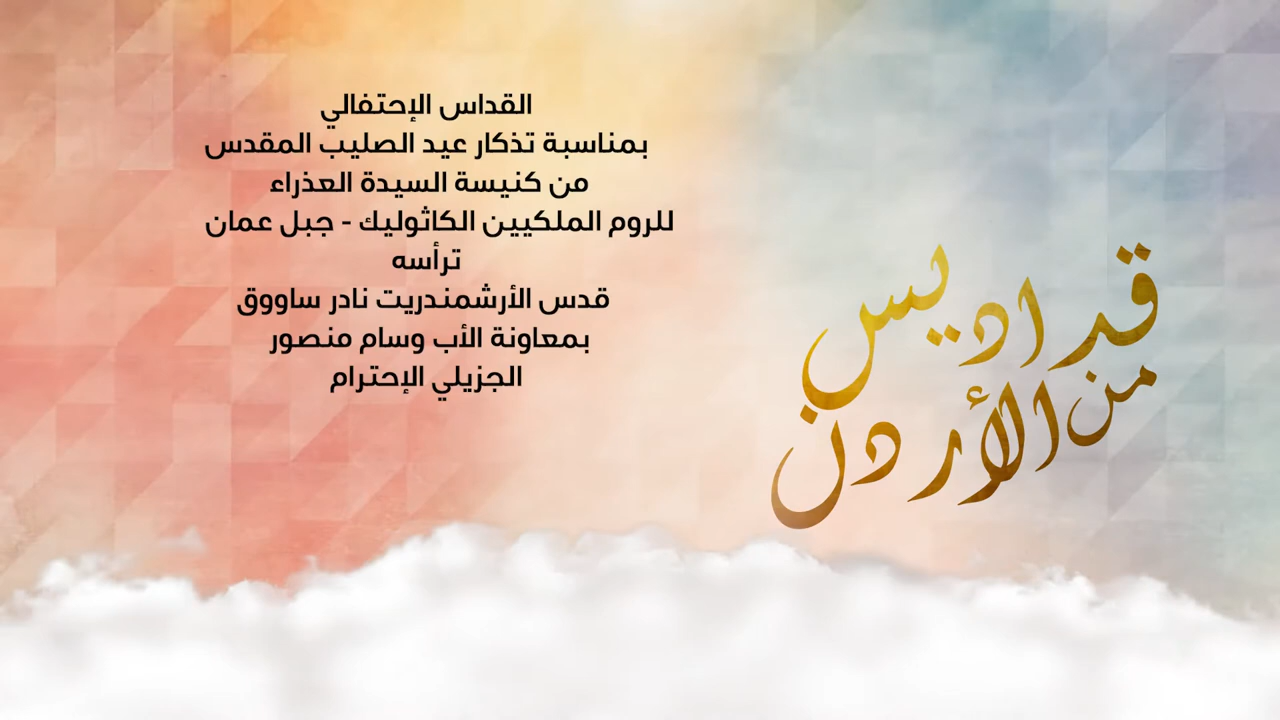 القداس الإحتفالي
بمناسبة تذكار عيد الصليب المقدس
من كنيسة السيدة العذراء
للروم الملكيين الكاثوليك - جبل عمان
ترأسه
قدس الأرشمندريت نادر ساووق
بمعاونة الأب وسام منصور
الجزيلي الإحترام
قداديس
من الأردن